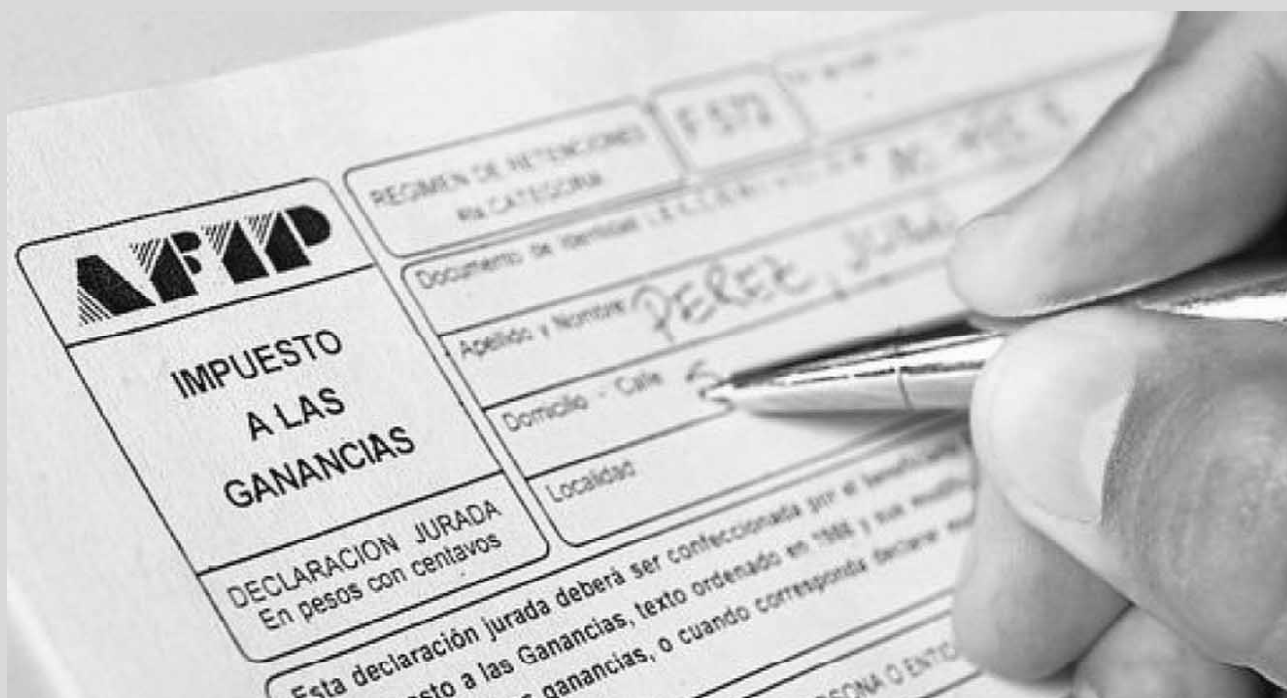 AFIP
IMPUESTO
A LAS
GANANCIAS
DECLARACION JURADA
En pesos con centavos
REGIMEN DE RETENCIONES
4ta CATEGORIA
F 572
Documento de Identidad
Apellido y Nombre PEREZ, JUAN
Domicilio - Calle S
Localidad
Esta declaración jurada deberá ser confeccionada por el beneficiario
a las Ganancias, texto ordenado en 1986 y sus
ganancias, o cuando corresponda declarar
O